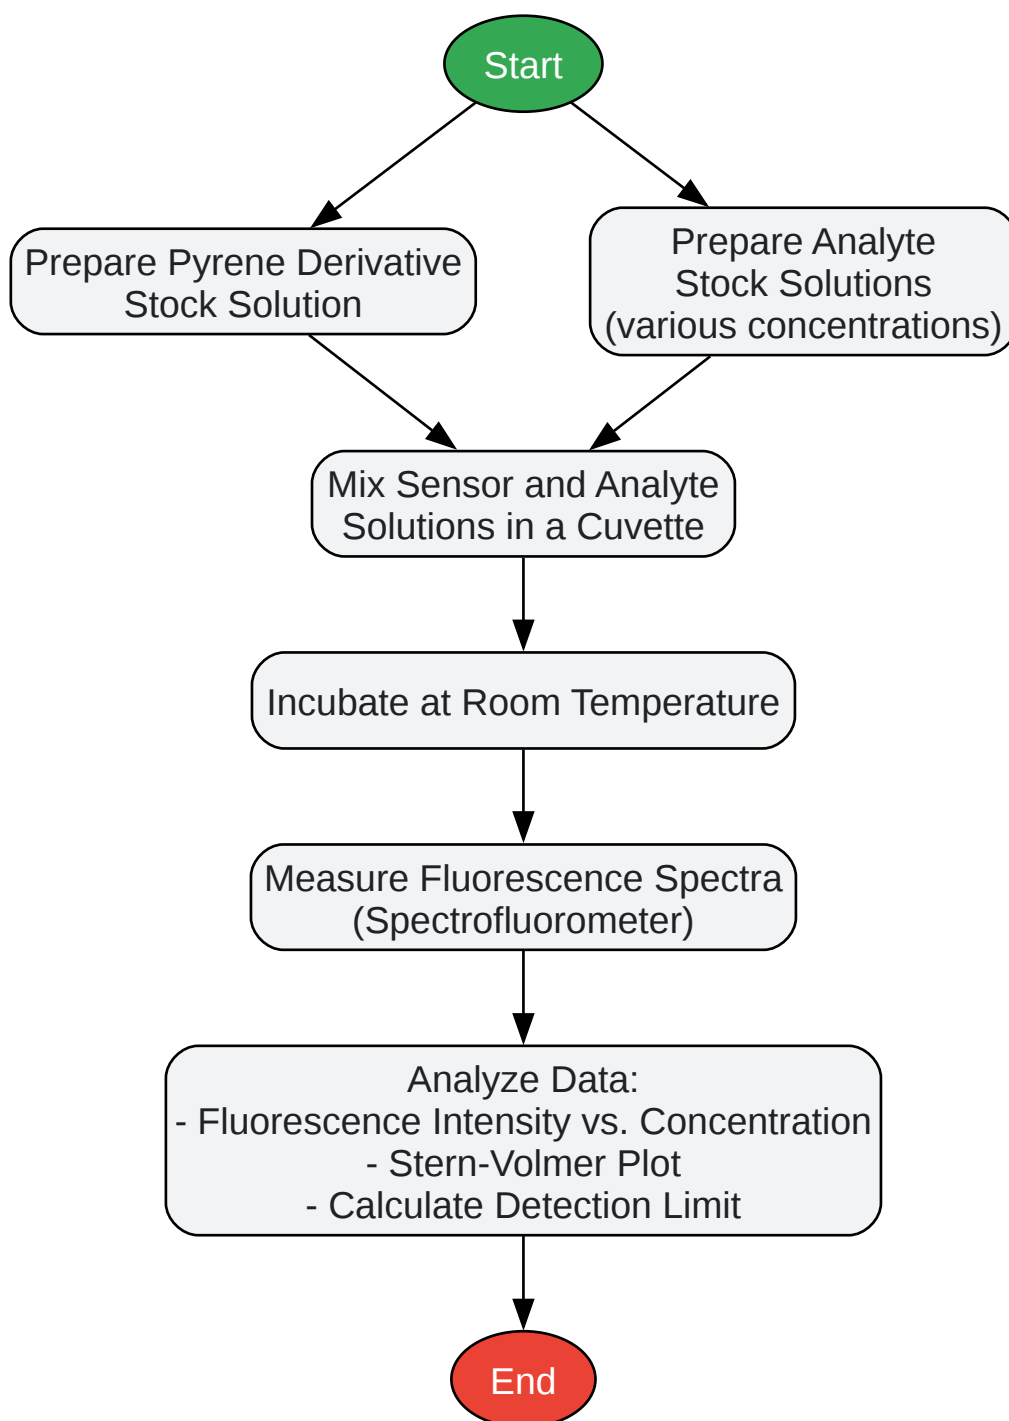 Start
Prepare Pyrene Derivative
Stock Solution
Prepare Analyte
Stock Solutions
(various concentrations)
Mix Sensor and Analyte
Solutions in a Cuvette
Incubate at Room Temperature
Measure Fluorescence Spectra
(Spectrofluorometer)
Analyze Data:
- Fluorescence Intensity vs. Concentration
- Stern-Volmer Plot
- Calculate Detection Limit
End